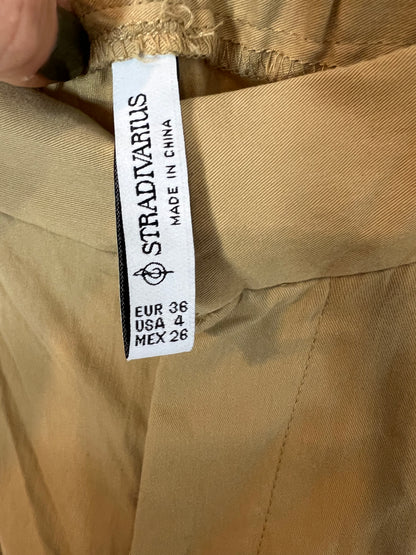 STRADIVARIUS
MADE IN CHINA
EUR 36
USA 4
MEX 26